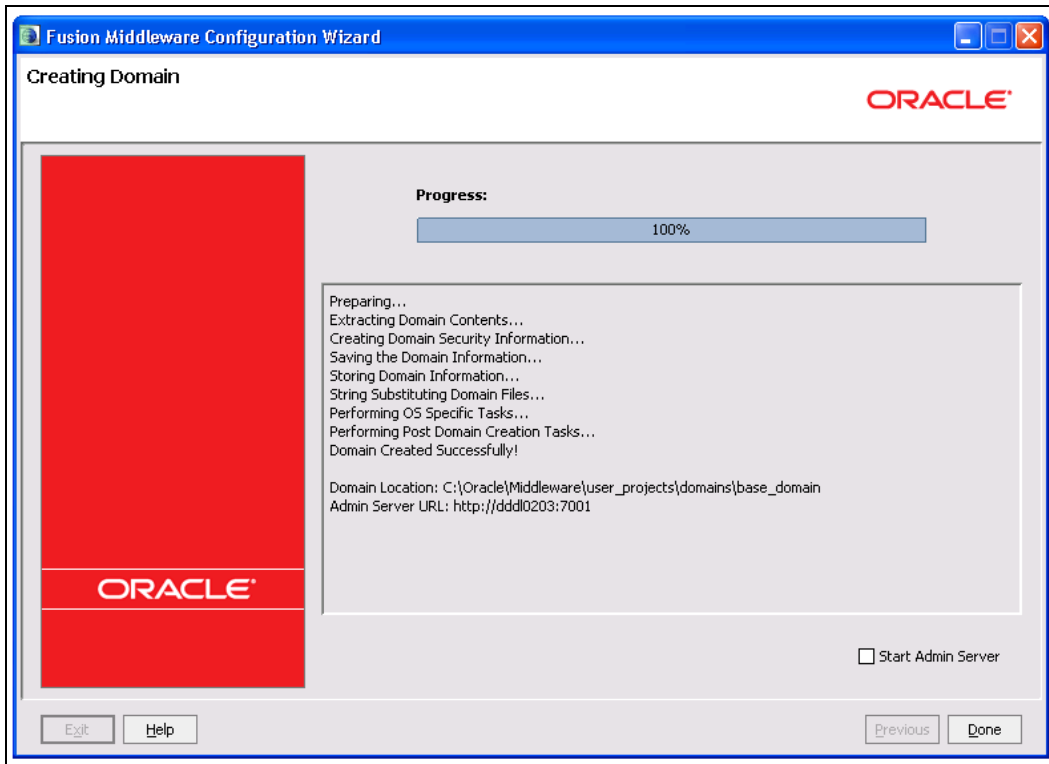 Fusion Middleware Configuration Wizard
Creating Domain
ORACLE
Progress:
100%
Preparing...
Extracting Domain Contents...
Creating Domain Security Information...
Saving the Domain Information...
Storing Domain Information...
String Substituting Domain Files...
Performing OS Specific Tasks...
Performing Post Domain Creation Tasks...
Domain Created Successfully!
Domain Location: C:\Oracle\Middleware\user_projects\domains\base_domain
Admin Server URL: http://dddl0203:7001
ORACLE
Start Admin Server
Exit
Help
Previous
Done